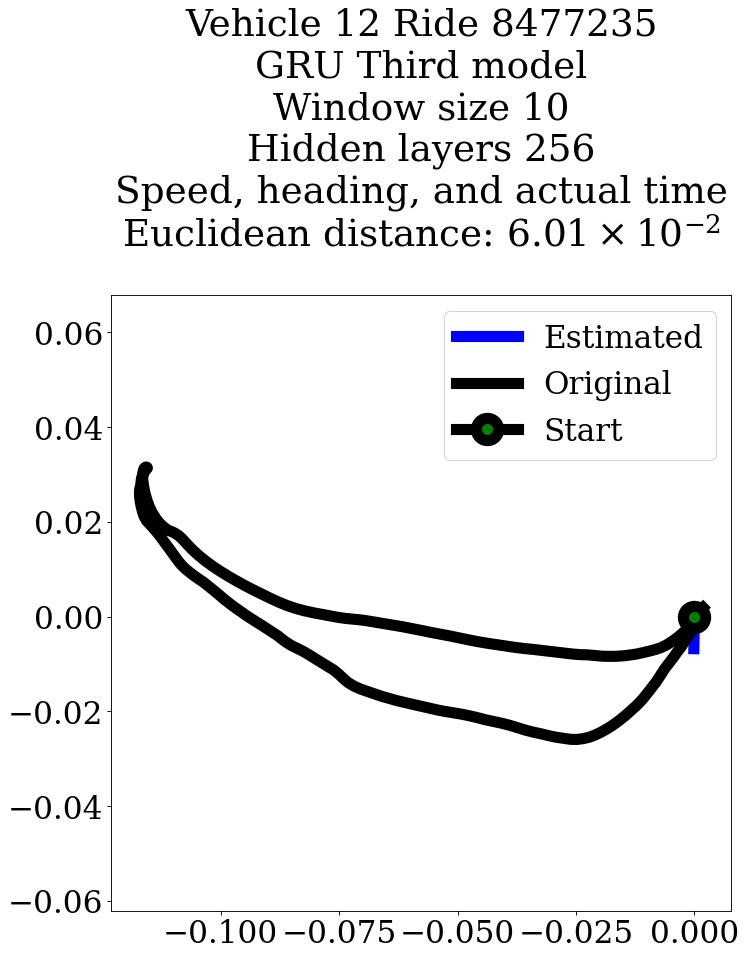 Vehicle 12 Ride 8477235
GRU Third model
Window size 10
Hidden layers 256
Speed, heading, and actual time
Euclidean distance: 6.01 × 10⁻²
Estimated
Original
Start
0.06
0.04
0.02
0.00
−0.02
−0.04
−0.06
−0.100 −0.075 −0.050 −0.025 0.000